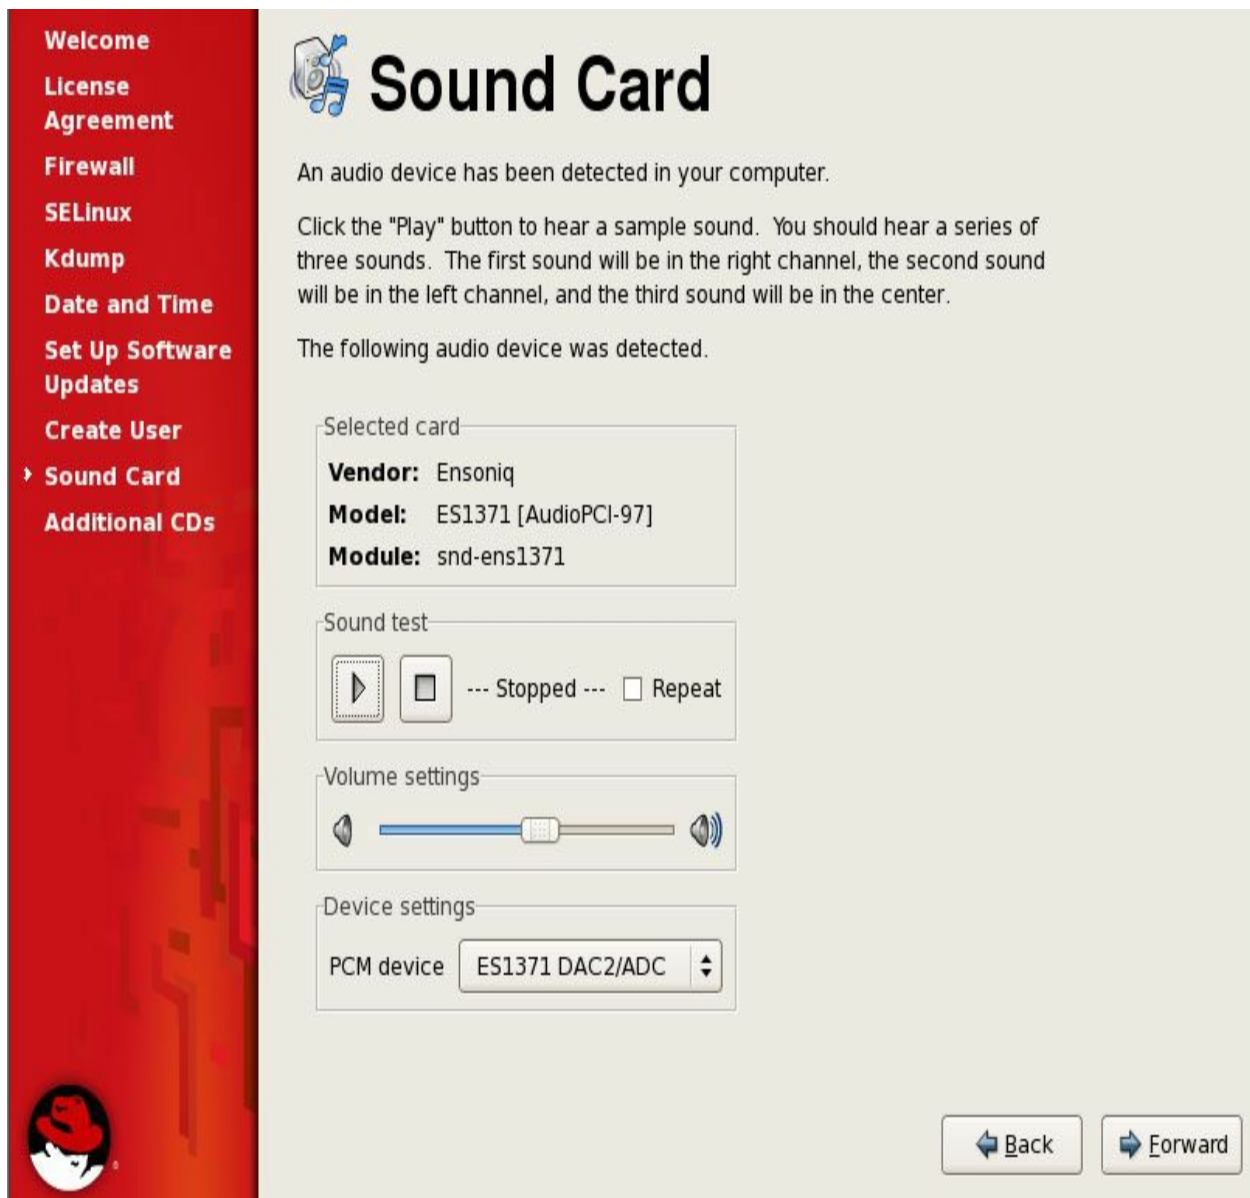 Welcome
License
Agreement
Firewall
SELinux
Kdump
Date and Time
Set Up Software
Updates
Create User
Sound Card
Additional CDs
Sound Card
An audio device has been detected in your computer.
Click the "Play" button to hear a sample sound.  You should hear a series of
three sounds.  The first sound will be in the right channel, the second sound
will be in the left channel, and the third sound will be in the center.
The following audio device was detected.
Selected card
Vendor: Ensoniq
Model: ES1371 [AudioPCI-97]
Module: snd-ens1371
Sound test
--- Stopped --- Repeat
Volume settings
Device settings
PCM device ES1371 DAC2/ADC
Back Forward